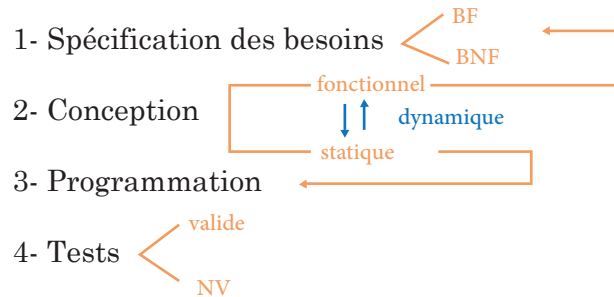 BF
1- Spécification des besoins
BNF
fonctionnel
2- Conception
dynamique
statique
3- Programmation
valide
4- Tests
NV